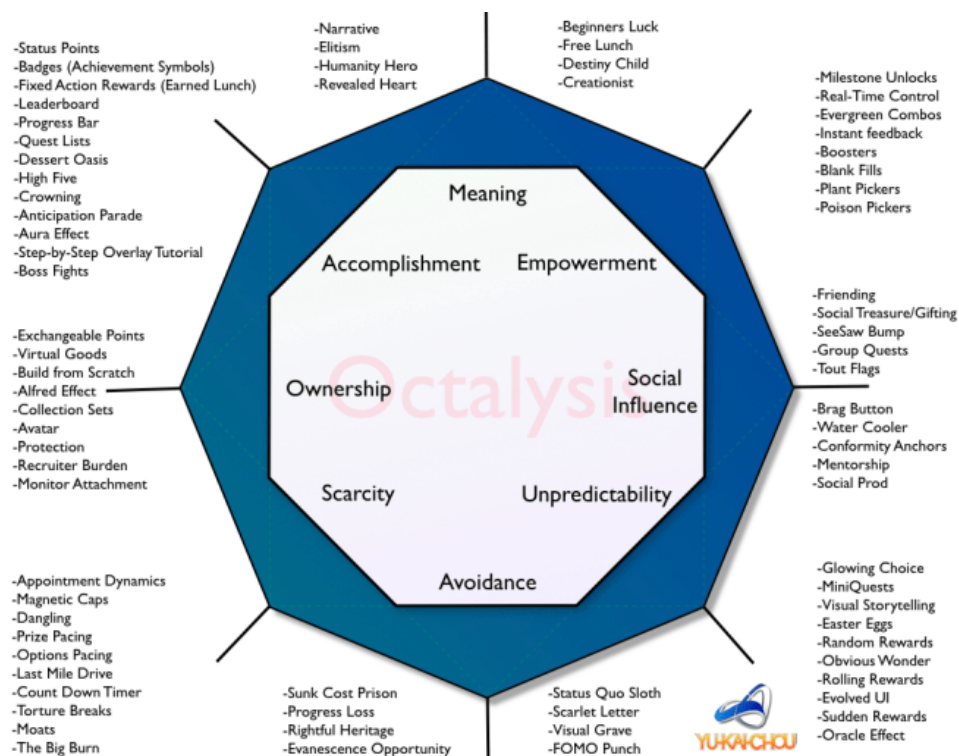 -Narrative
-Elitism
-Humanity Hero
-Revealed Heart
-Beginners Luck
-Free Lunch
-Destiny Child
-Creationist
-Status Points
-Badges (Achievement Symbols)
-Fixed Action Rewards (Earned Lunch)
-Leaderboard
-Progress Bar
-Quest Lists
-Dessert Oasis
-High Five
-Crowning
-Anticipation Parade
-Aura Effect
-Step-by-Step Overlay Tutorial
-Boss Fights
-Milestone Unlocks
-Real-Time Control
-Evergreen Combos
-Instant feedback
-Boosters
-Blank Fills
-Plant Pickers
-Poison Pickers
Meaning
Accomplishment
Empowerment
Ownership
Octalysis
Social
Influence
Scarcity
Unpredictability
Avoidance
-Exchangeable Points
-Virtual Goods
-Build from Scratch
-Alfred Effect
-Collection Sets
-Avatar
-Protection
-Recruiter Burden
-Monitor Attachment
-Friending
-Social Treasure/Gifting
-SeeSaw Bump
-Group Quests
-Tout Flags
-Brag Button
-Water Cooler
-Conformity Anchors
-Mentorship
-Social Prod
-Appointment Dynamics
-Magnetic Caps
-Dangling
-Prize Pacing
-Options Pacing
-Last Mile Drive
-Count Down Timer
-Torture Breaks
-Moats
-The Big Burn
-Sunk Cost Prison
-Progress Loss
-Rightful Heritage
-Evanescence Opportunity
-Status Quo Sloth
-Scarlet Letter
-Visual Grave
-FOMO Punch
YU-KAI-CHOU
-Glowing Choice
-MiniQuests
-Visual Storytelling
-Easter Eggs
-Random Rewards
-Obvious Wonder
-Rolling Rewards
-Evolved UI
-Sudden Rewards
-Oracle Effect